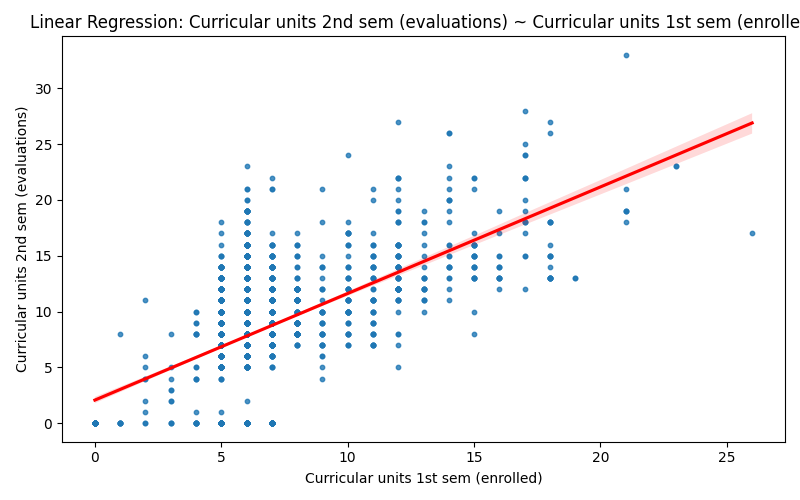 Linear Regression: Curricular units 2nd sem (evaluations) ~ Curricular units 1st sem (enrolle
30
25
20
15
10
5
0
Curricular units 2nd sem (evaluations)
0 5 10 15 20 25
Curricular units 1st sem (enrolled)